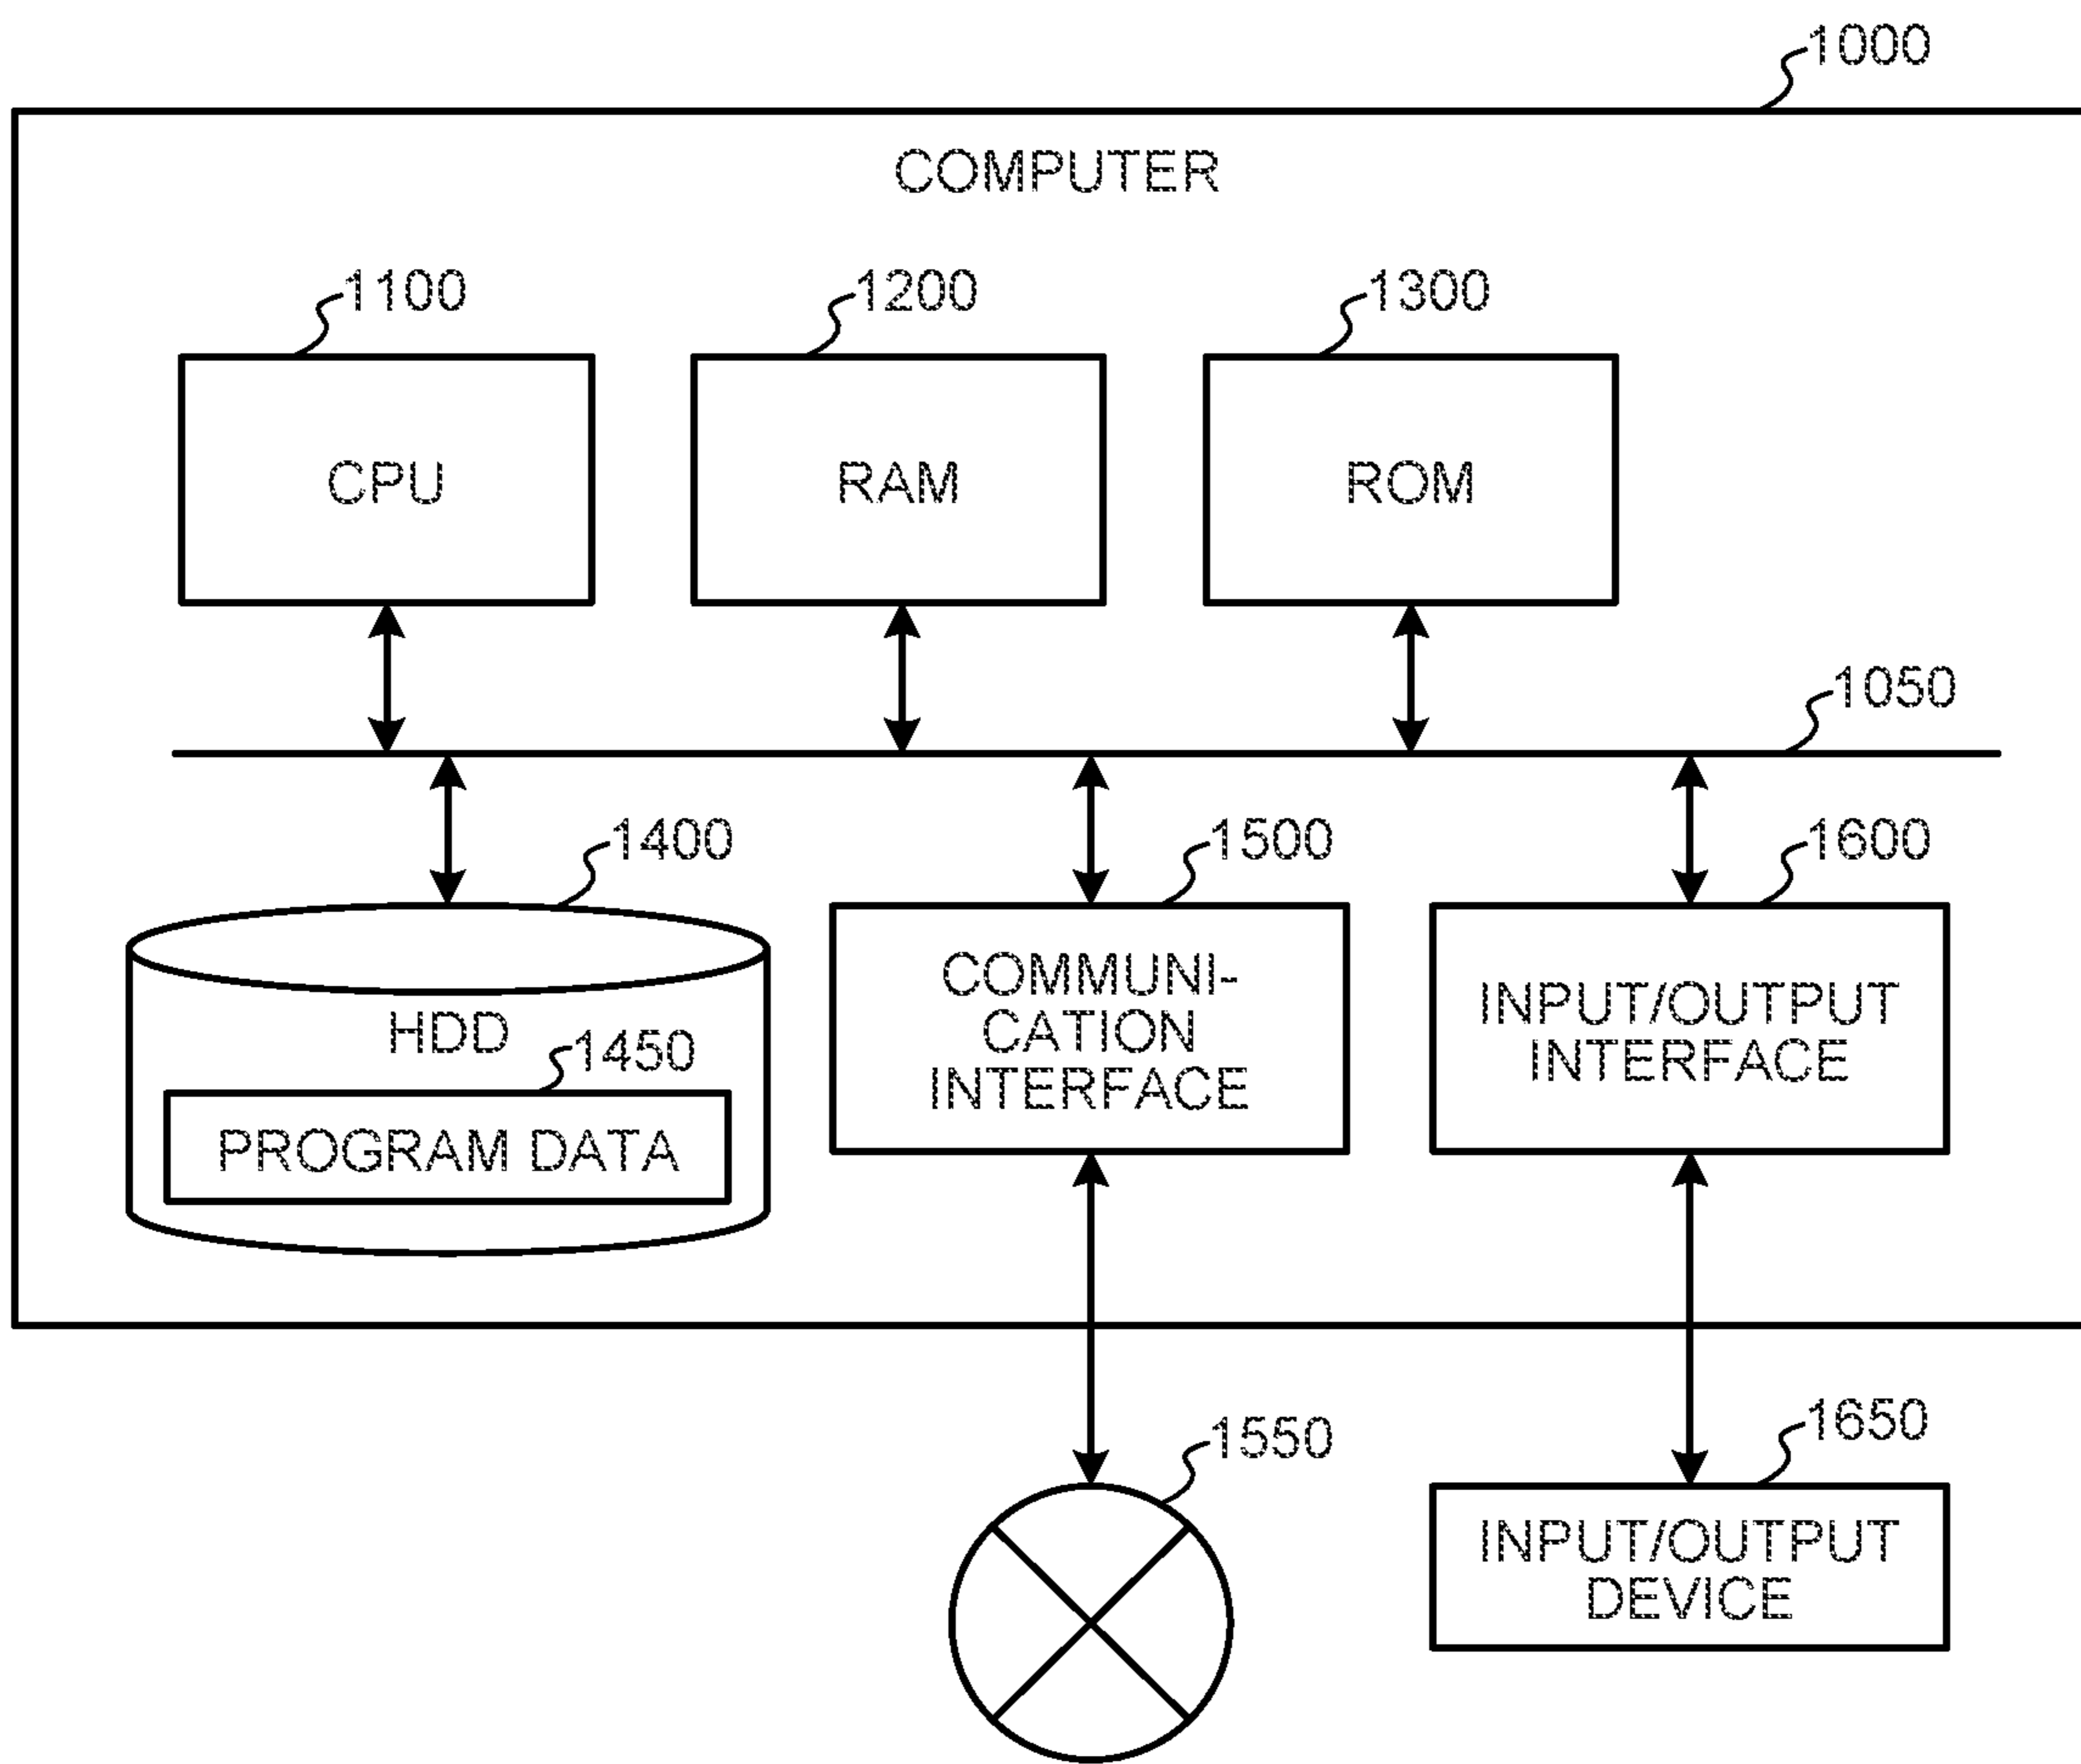 1000
COMPUTER
1100
1200
1300
CPU
RAM
ROM
1050
1400
1500
1600
HDD
1450
PROGRAM DATA
COMMUNI-
CATION
INTERFACE
INPUT/OUTPUT
INTERFACE
1550
1650
INPUT/OUTPUT
DEVICE